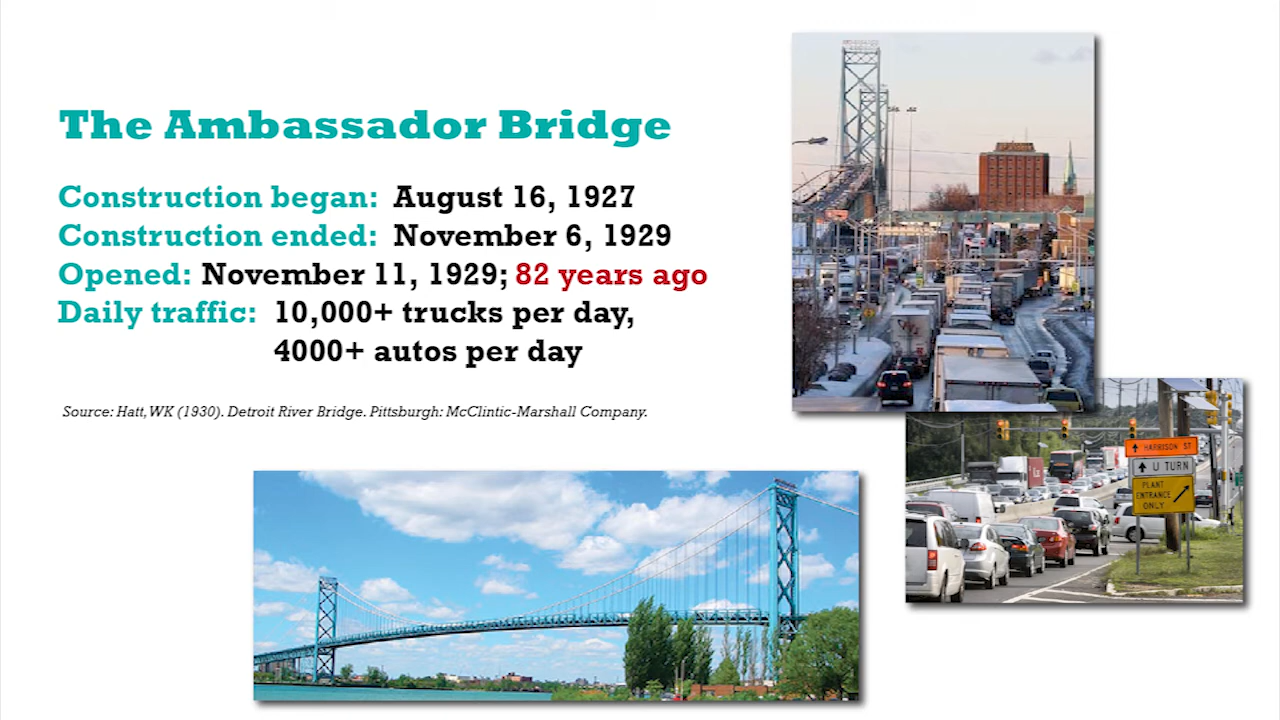 The Ambassador Bridge
Construction began: August 16, 1927
Construction ended: November 6, 1929
Opened: November 11, 1929; 82 years ago
Daily traffic: 10,000+ trucks per day,
4000+ autos per day
Source: Hatt, WK (1930). Detroit River Bridge. Pittsburgh: McClintic-Marshall Company.
HARRISON ST
U TURN
PLANT
ENTRANCE
ONLY